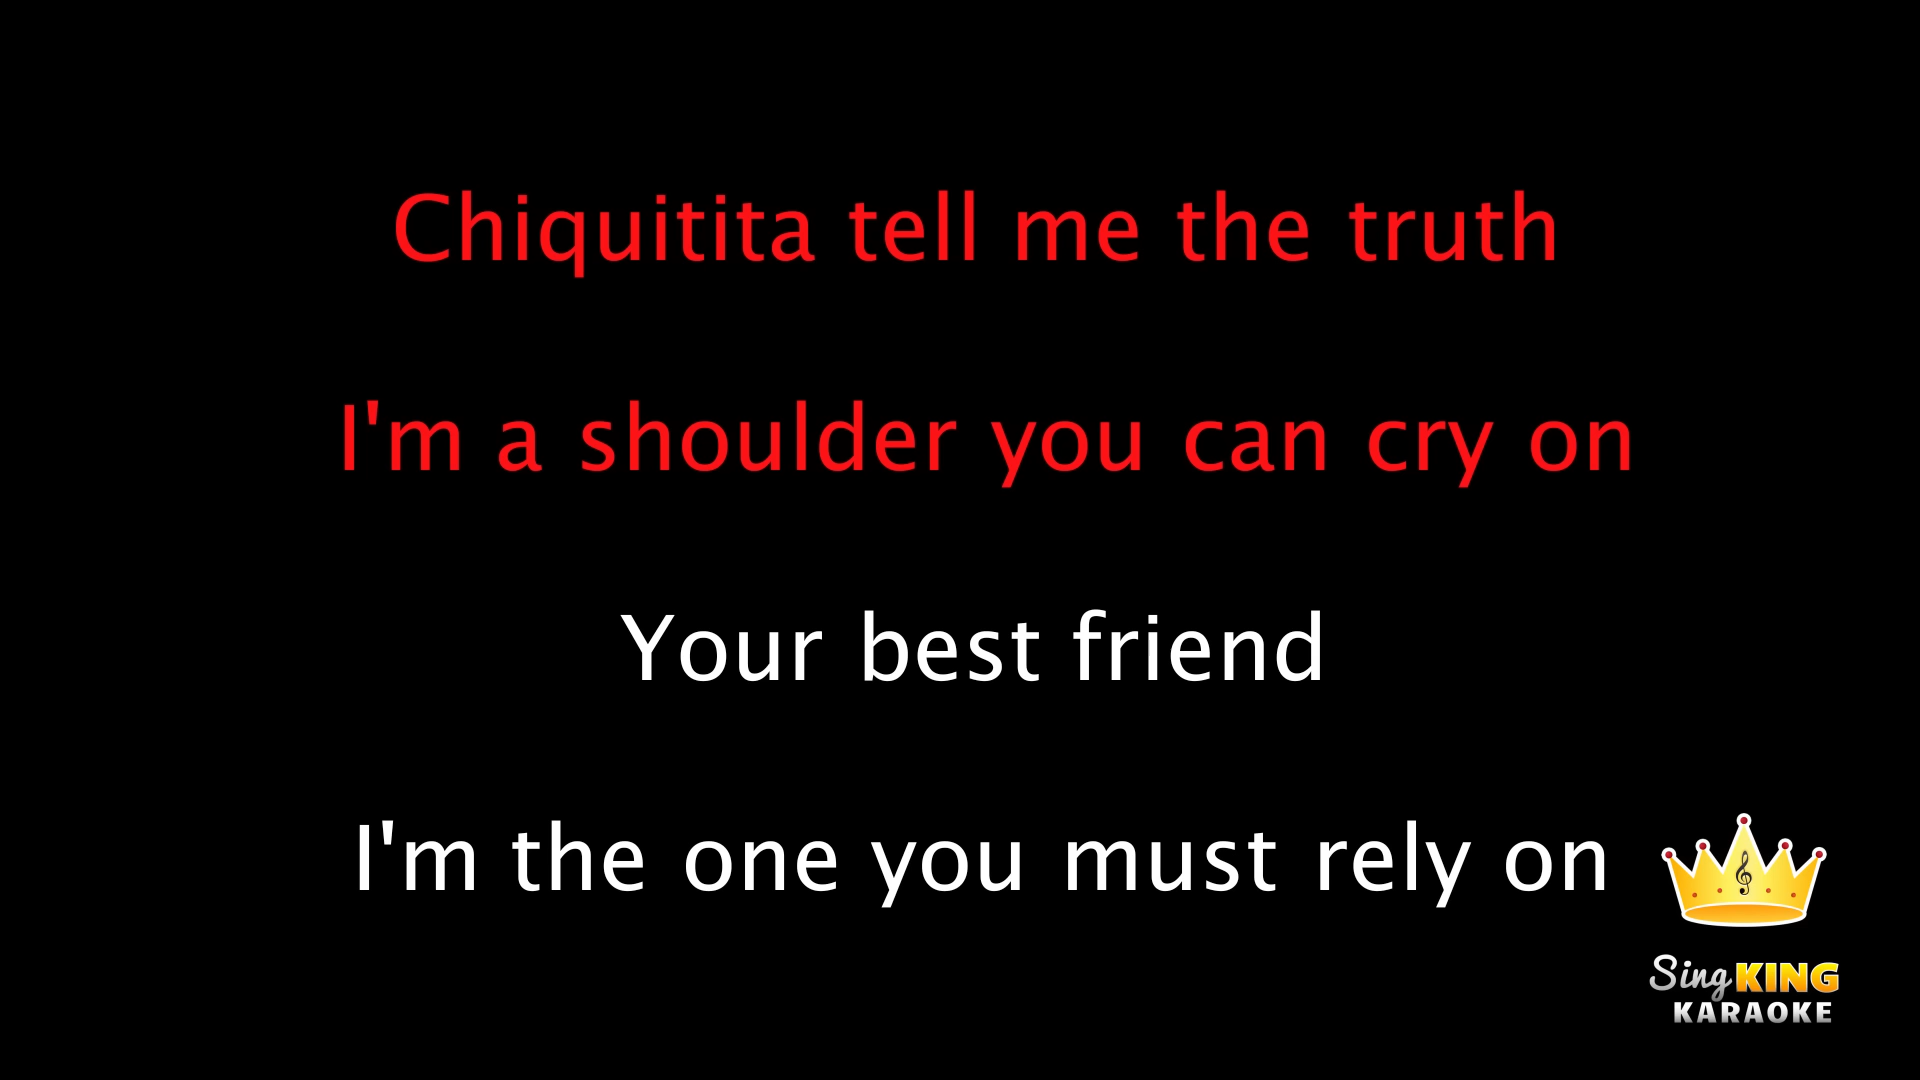 Chiquitita tell me the truth
I'm a shoulder you can cry on
Your best friend
I'm the one you must rely on
Sing KING
KARAOKE